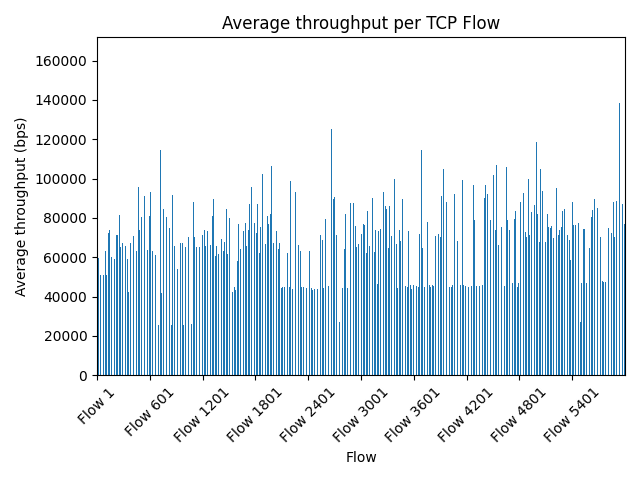 Average throughput per TCP Flow
Average throughput (bps)
160000
140000
120000
100000
80000
60000
40000
20000
0
Flow 1
Flow 601
Flow 1201
Flow 1801
Flow 2401
Flow 3001
Flow 3601
Flow 4201
Flow 4801
Flow 5401
Flow